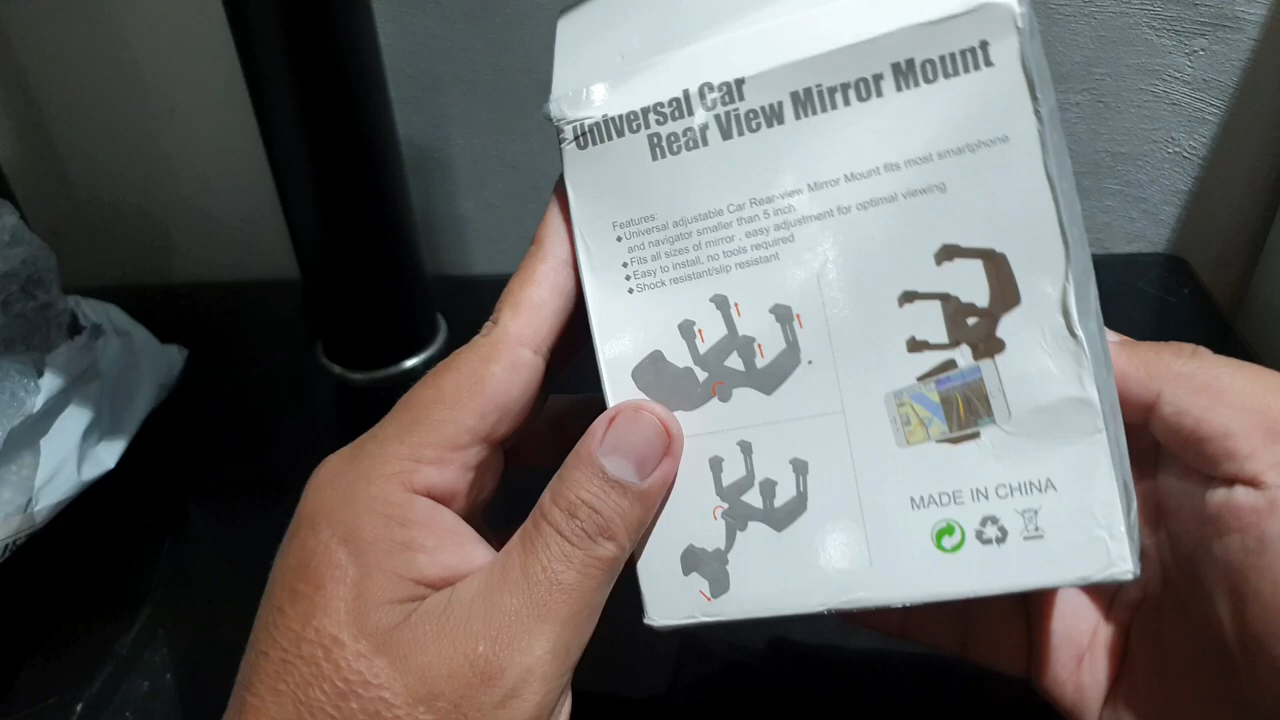 Universal Car
Rear View Mirror Mount
Features:
◆Universal adjustable Car Rear-view Mirror Mount fits most smartphone
and navigator smaller than 5 inch
◆Fits all sizes of mirror , easy adjustment for optimal viewing
◆Easy to install, no tools required
◆Shock resistant/slip resistant
MADE IN CHINA